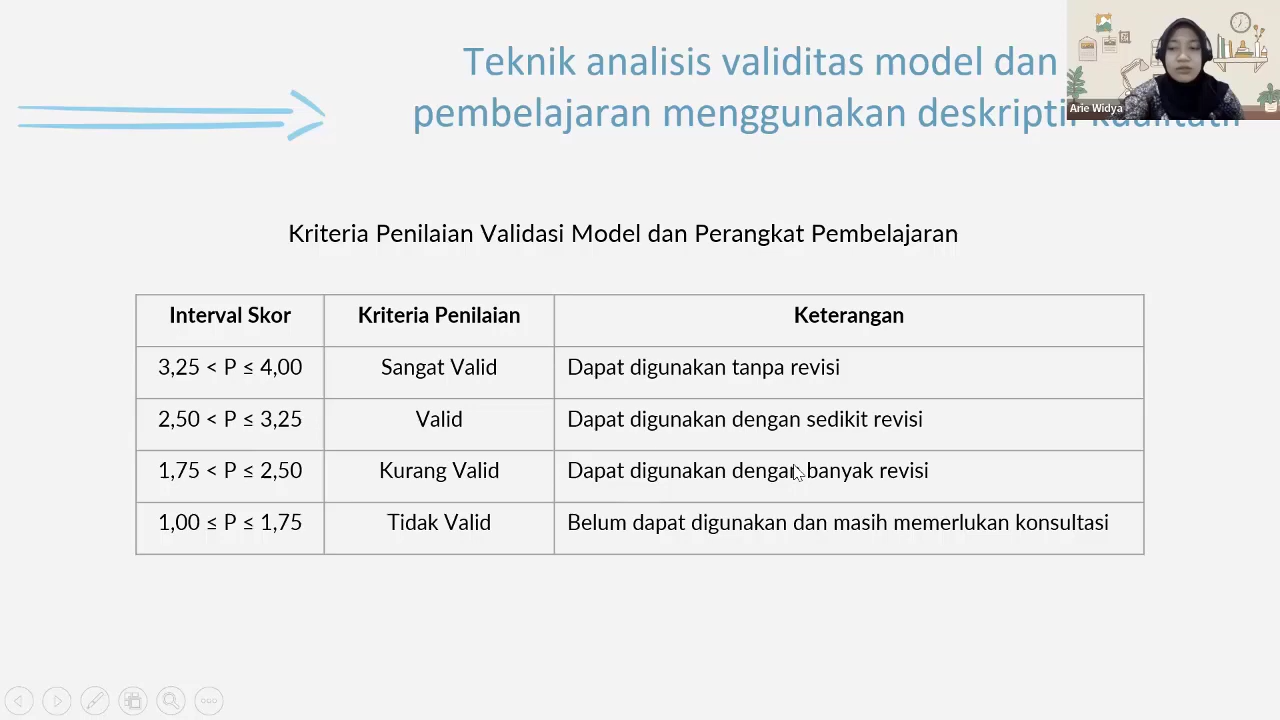 Teknik analisis validitas model dan
pembelajaran menggunakan deskriptif
Arie Widya
Kriteria Penilaian Validasi Model dan Perangkat Pembelajaran
Interval Skor Kriteria Penilaian Keterangan
3,25 < P ≤ 4,00 Sangat Valid Dapat digunakan tanpa revisi
2,50 < P ≤ 3,25 Valid Dapat digunakan dengan sedikit revisi
1,75 < P ≤ 2,50 Kurang Valid Dapat digunakan dengan banyak revisi
1,00 ≤ P ≤ 1,75 Tidak Valid Belum dapat digunakan dan masih memerlukan konsultasi